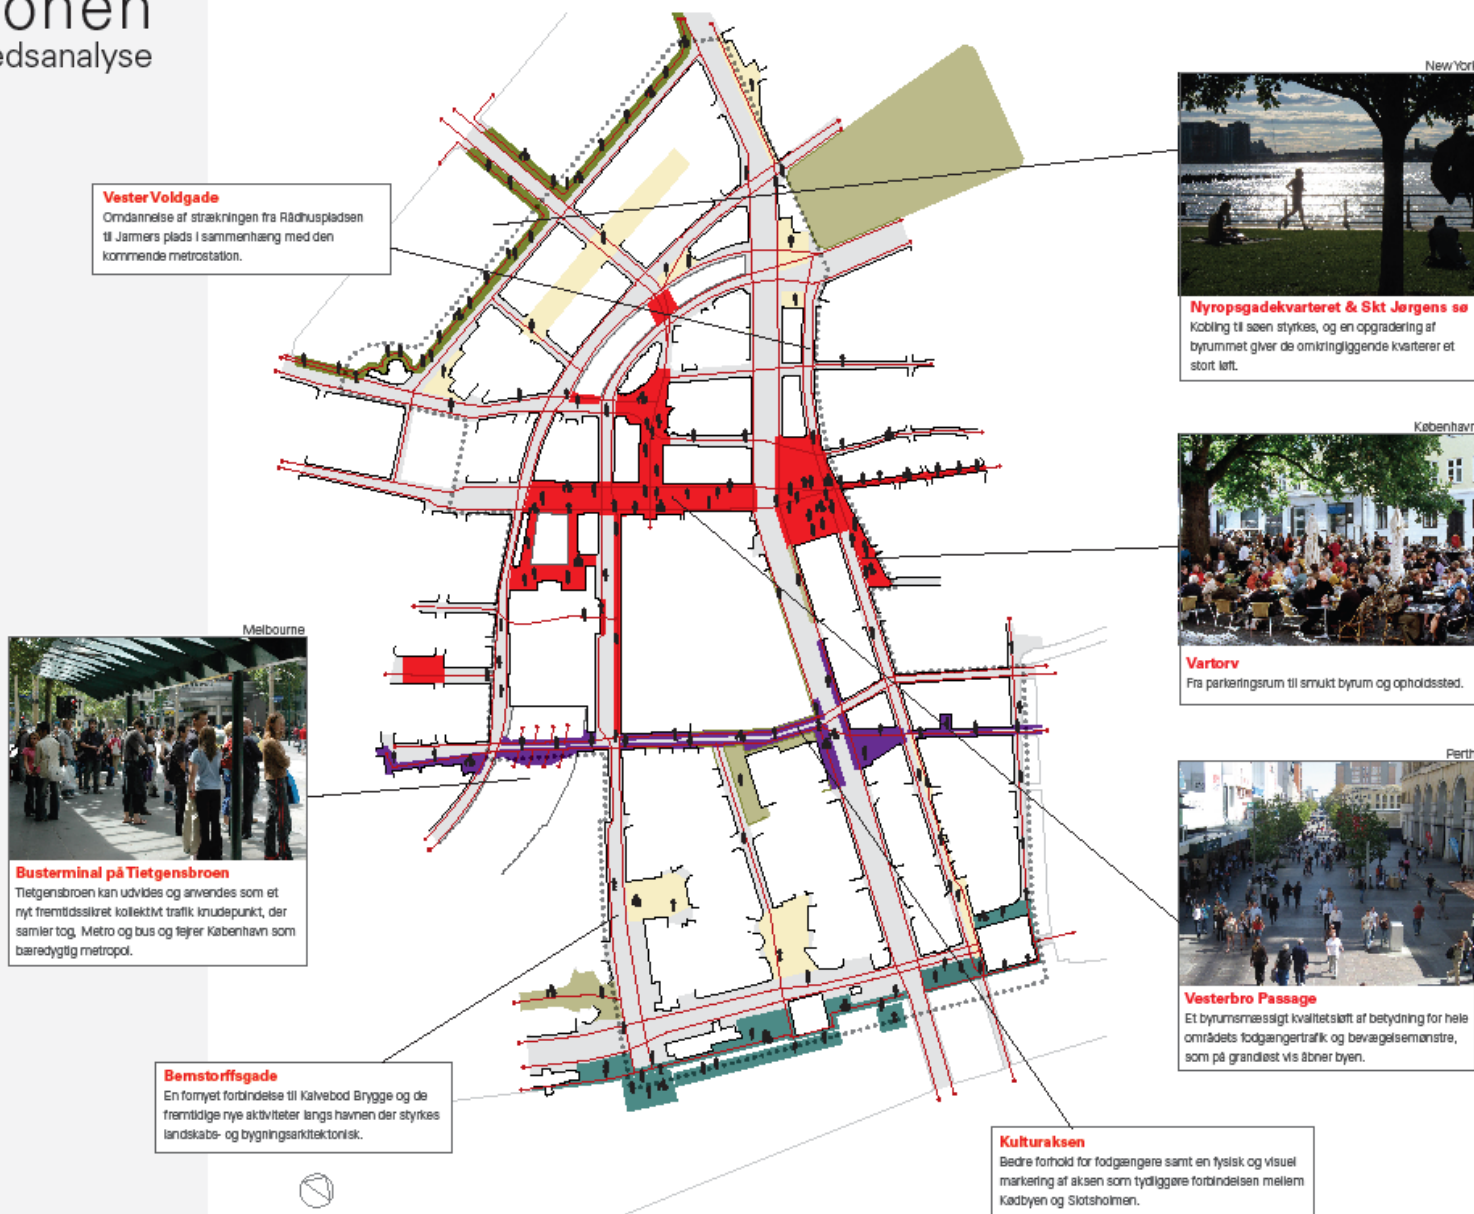 onen
edsanalyse
Vester Voldgade
Omdannelse af strækningen fra Rådhuspladsen
til Jarmers plads i sammenhæng med den
kommende metrostation.
New York
Nyropsgadekvarteret & Skt Jørgens sø
Kobling til søen styrkes, og en opgradering af
byrummet giver de omkringliggende kvarterer et
stort løft.
København
Vartorv
Fra parkeringsrum til smukt byrum og opholdssted.
Melbourne
Busterminal på Tietgensbroen
Tietgensbroen kan udvides og anvendes som et
nyt fremtidssikret kollektivt trafik knudepunkt, der
samler tog, Metro og bus og fejrer København som
bæredygtig metropol.
Perth
Vesterbro Passage
Et byrumsmæssigt kvalitetsløft af betydning for hele
områdets fodgængertrafik og bevægelsemønstre,
som på grandiøst vis åbner byen.
Bernstorffsgade
En fornyet forbindelse til Kalvebod Brygge og de
fremtidige nye aktiviteter langs havnen der styrkes
landskabs- og bygningsarkitektonisk.
Kulturaksen
Bedre forhold for fodgængere samt en fysisk og visuel
markering af aksen som tydliggøre forbindelsen mellem
Kødbyen og Slotsholmen.